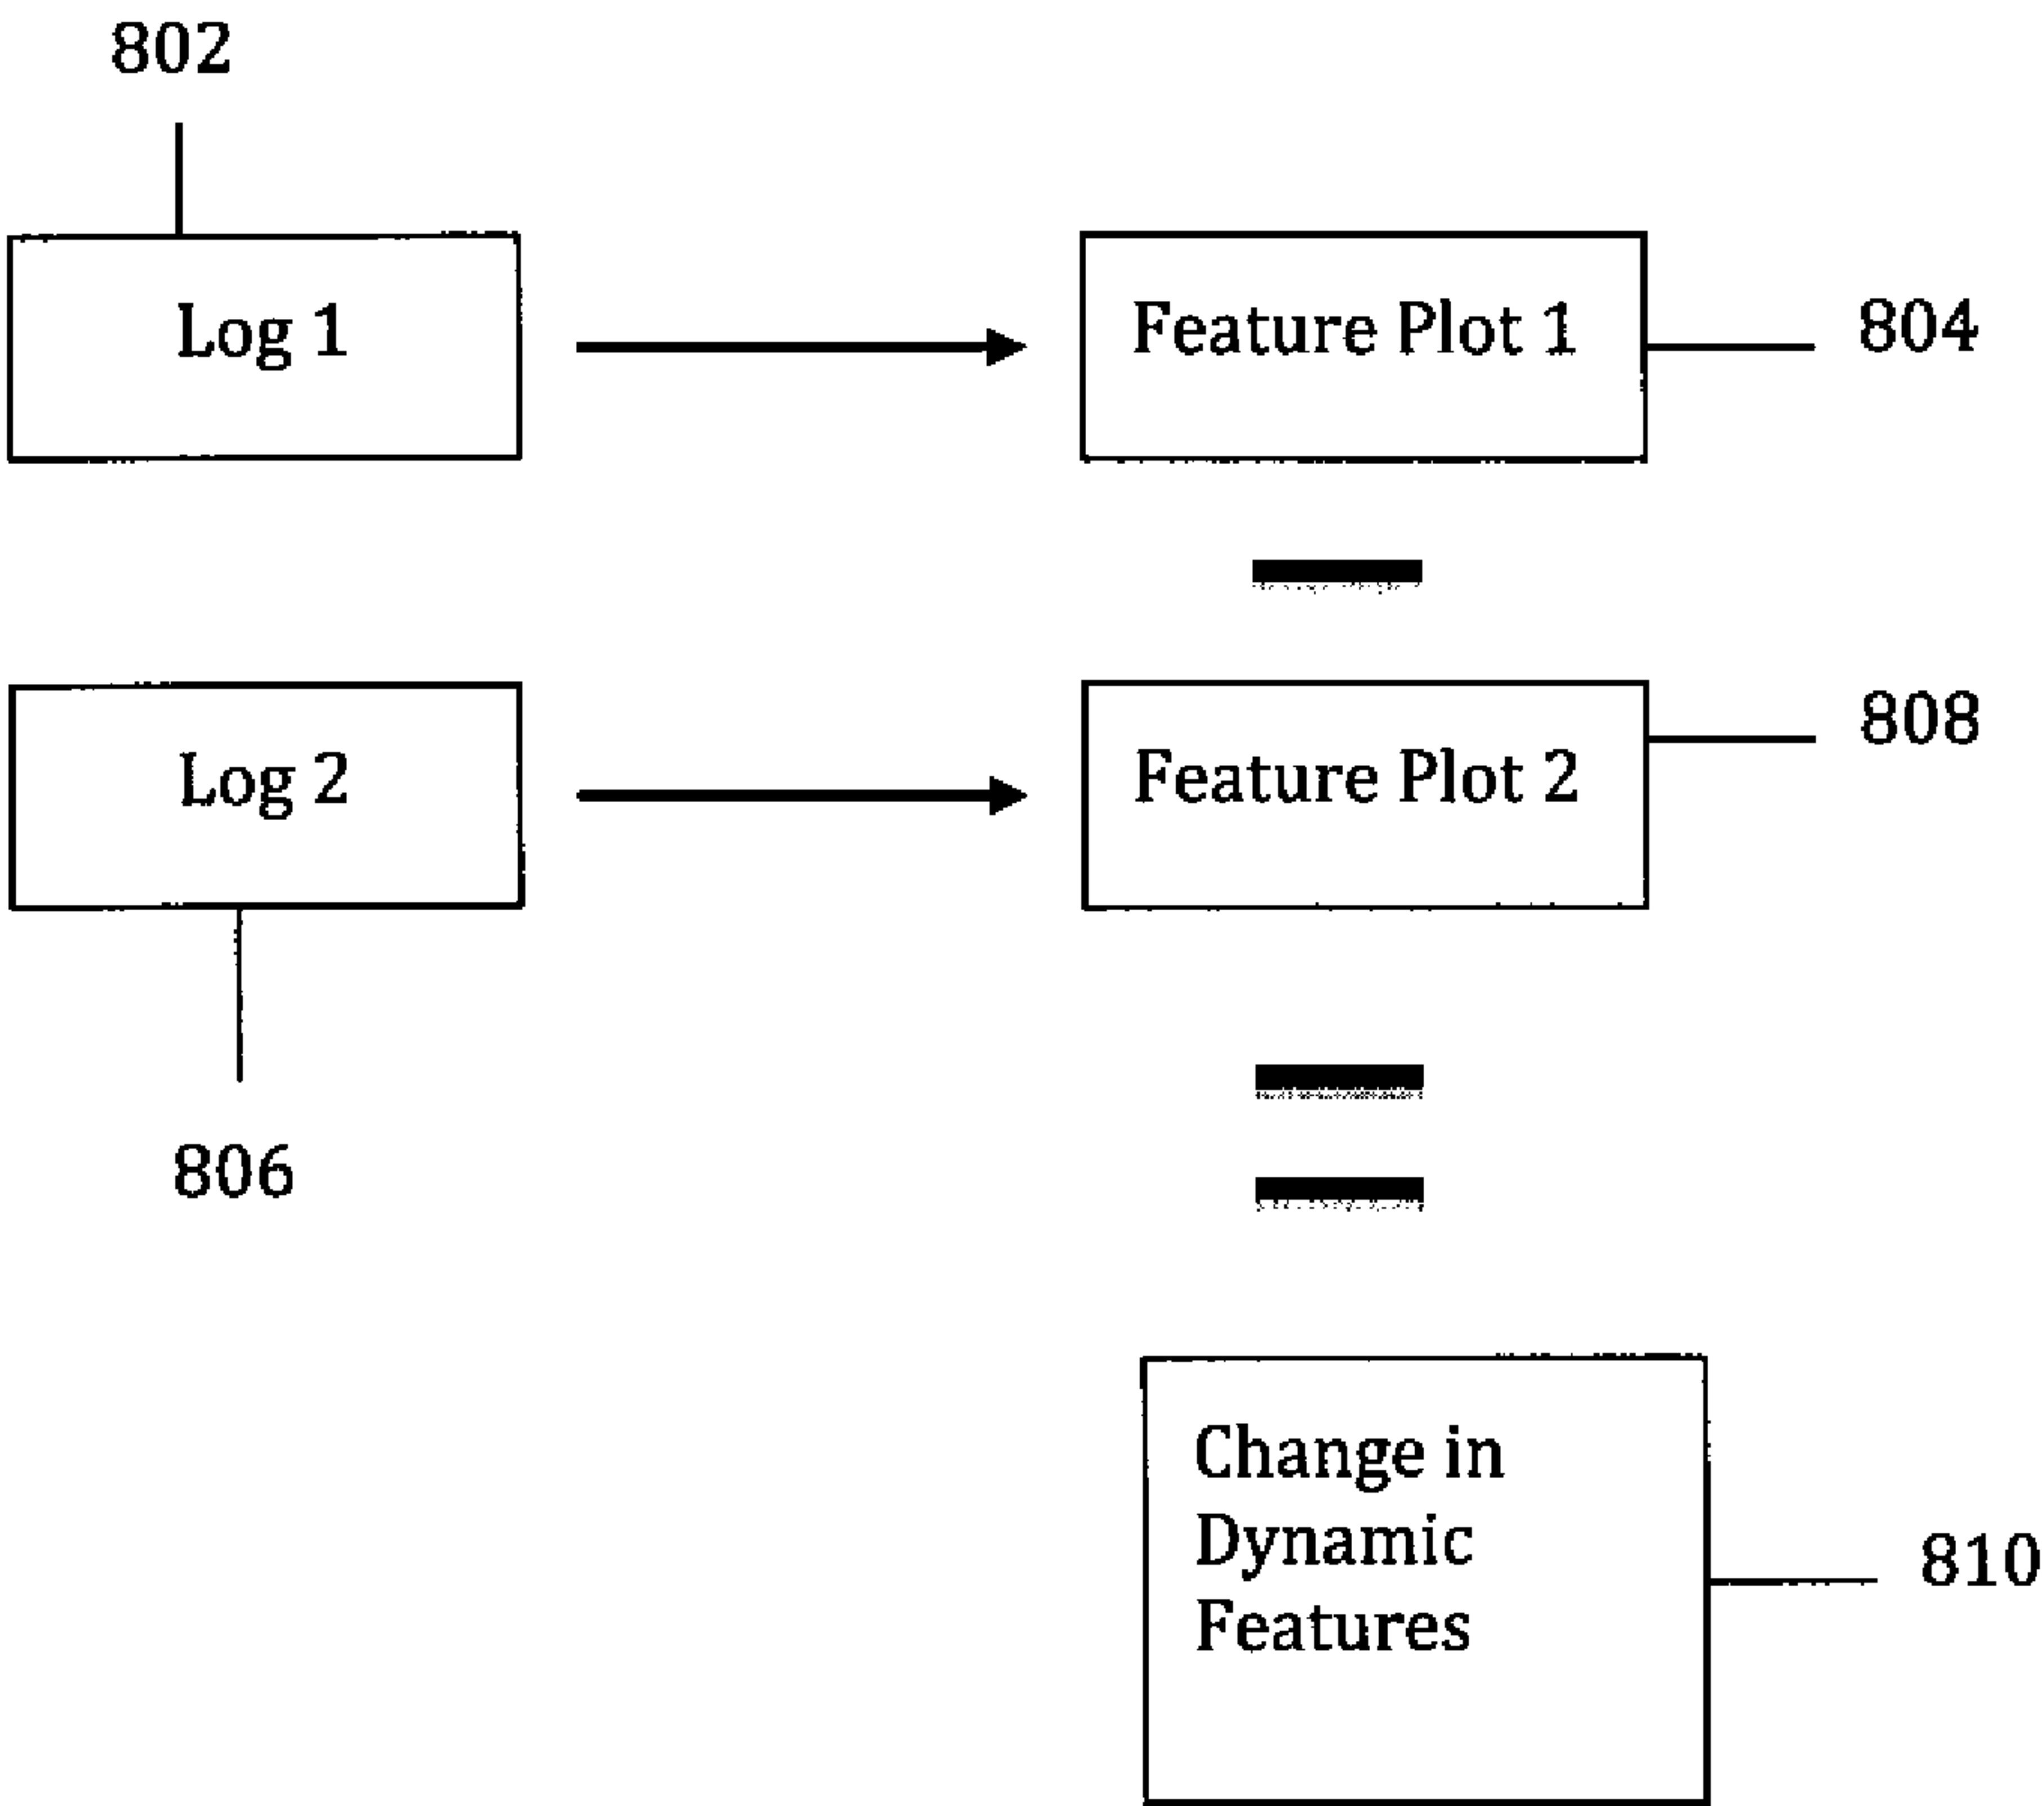 802
Log 1
Feature Plot 1
804
Log 2
Feature Plot 2
808
806
Change in
Dynamic
Features
810